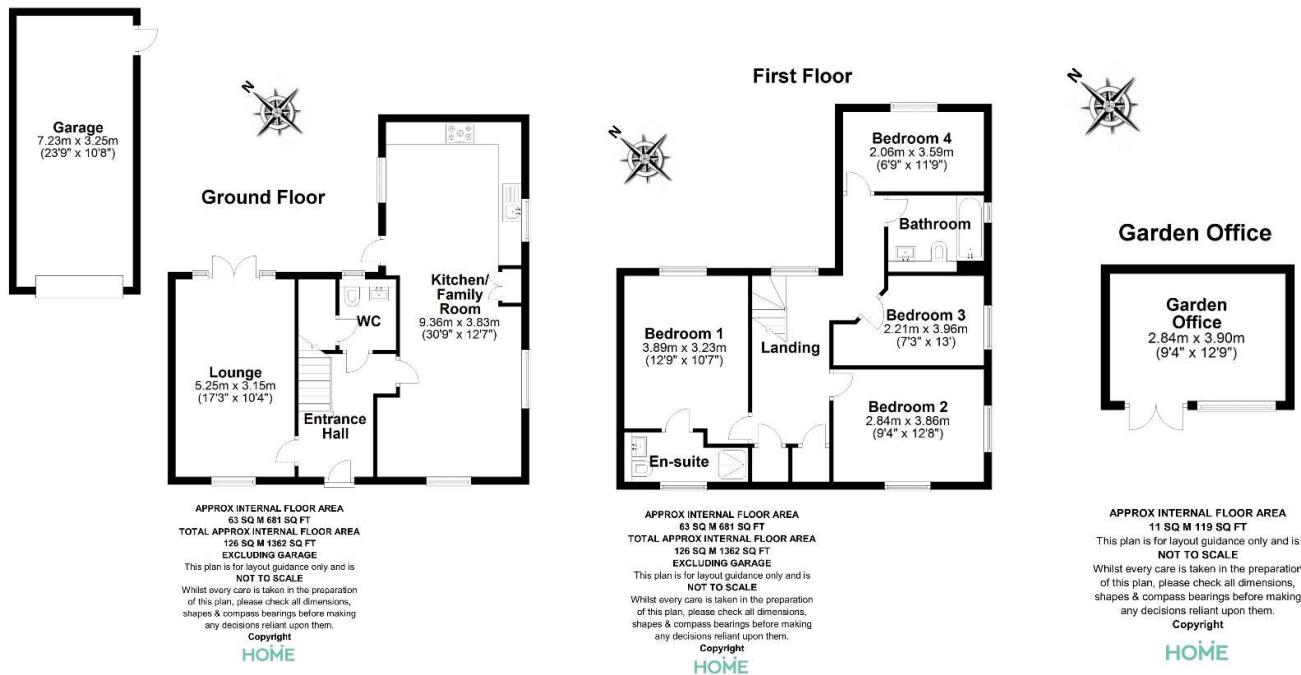 Garage
7.23m x 3.25m
(23'9" x 10'8")
N
Ground Floor
Kitchen/
Family
Room
9.36m x 3.83m
(30'9" x 12'7")
WC
Lounge
5.25m x 3.15m
(17'3" x 10'4")
Entrance
Hall
APPROX INTERNAL FLOOR AREA
63 SQ M 681 SQ FT
TOTAL APPROX INTERNAL FLOOR AREA
126 SQ M 1362 SQ FT
EXCLUDING GARAGE
This plan is for layout guidance only and is
NOT TO SCALE
Whilst every care is taken in the preparation
of this plan, please check all dimensions,
shapes & compass bearings before making
any decisions reliant upon them.
Copyright
HOME
First Floor
N
Bedroom 4
2.06m x 3.59m
(6'9" x 11'9")
Bathroom
Bedroom 3
2.21m x 3.96m
(7'3" x 13')
Bedroom 1
3.89m x 3.23m
(12'9" x 10'7")
Landing
Bedroom 2
2.84m x 3.86m
(9'4" x 12'8")
En-suite
APPROX INTERNAL FLOOR AREA
63 SQ M 681 SQ FT
TOTAL APPROX INTERNAL FLOOR AREA
126 SQ M 1362 SQ FT
EXCLUDING GARAGE
This plan is for layout guidance only and is
NOT TO SCALE
Whilst every care is taken in the preparation
of this plan, please check all dimensions,
shapes & compass bearings before making
any decisions reliant upon them.
Copyright
HOME
N
Garden Office
Garden
Office
2.84m x 3.90m
(9'4" x 12'9")
APPROX INTERNAL FLOOR AREA
11 SQ M 119 SQ FT
This plan is for layout guidance only and is
NOT TO SCALE
Whilst every care is taken in the preparation
of this plan, please check all dimensions,
shapes & compass bearings before making
any decisions reliant upon them.
Copyright
HOME